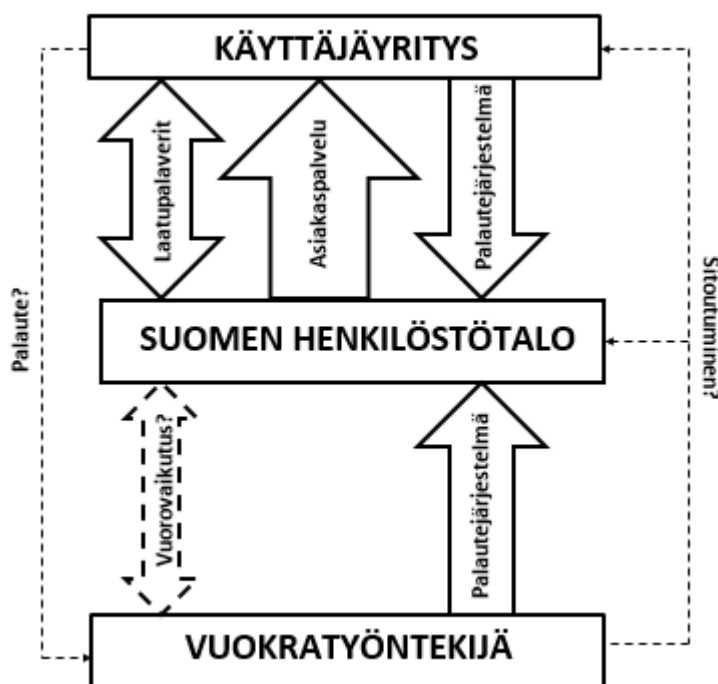 KÄYTTÄJÄYRITYS
Laatupalaverit
Asiakaspalvelu
Palautejärjestelmä
Palaute?
Sitoutuminen?
SUOMEN HENKILÖSTÖTALO
Vuorovaikutus?
Palautejärjestelmä
VUOKRATYÖNTEKIJÄ